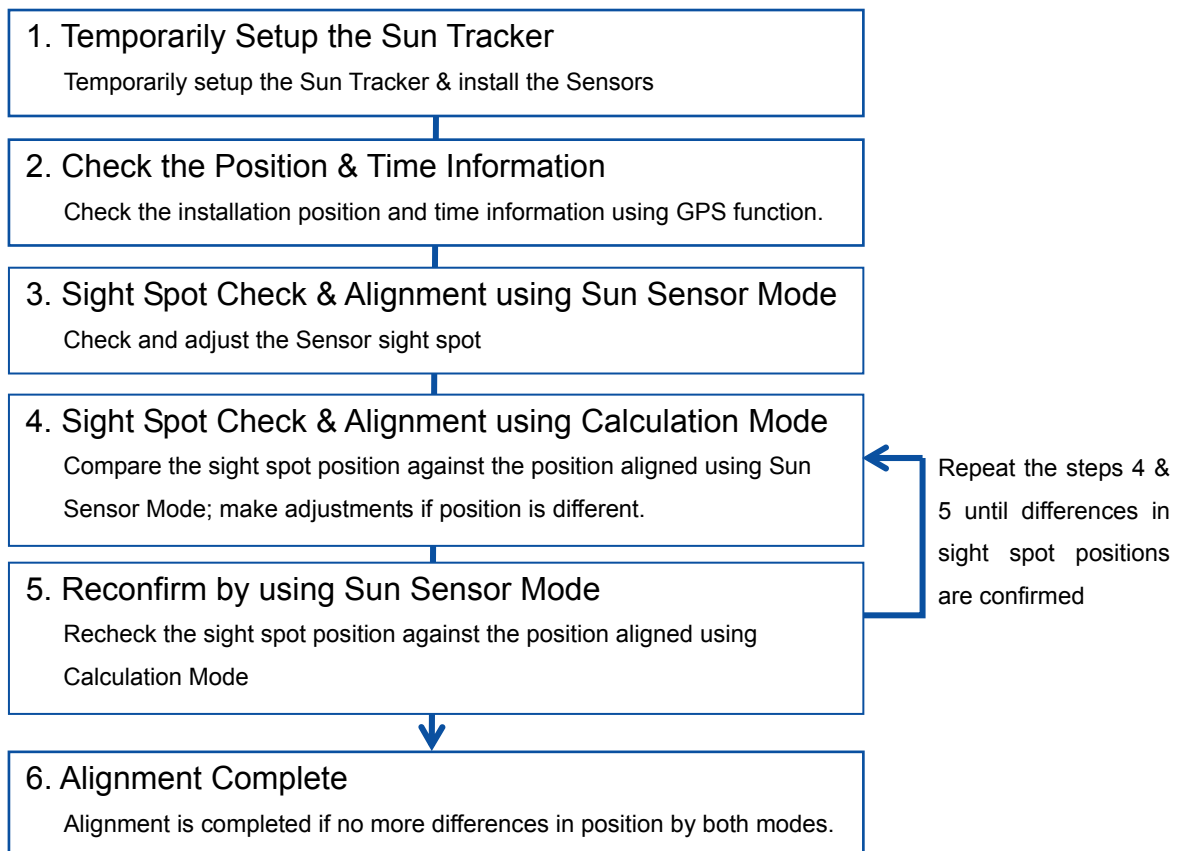 1. Temporarily Setup the Sun Tracker
Temporarily setup the Sun Tracker & install the Sensors
2. Check the Position & Time Information
Check the installation position and time information using GPS function.
3. Sight Spot Check & Alignment using Sun Sensor Mode
Check and adjust the Sensor sight spot
4. Sight Spot Check & Alignment using Calculation Mode
Compare the sight spot position against the position aligned using Sun
Sensor Mode; make adjustments if position is different.
Repeat the steps 4 &
5 until differences in
sight spot positions
are confirmed
5. Reconfirm by using Sun Sensor Mode
Recheck the sight spot position against the position aligned using
Calculation Mode
6. Alignment Complete
Alignment is completed if no more differences in position by both modes.